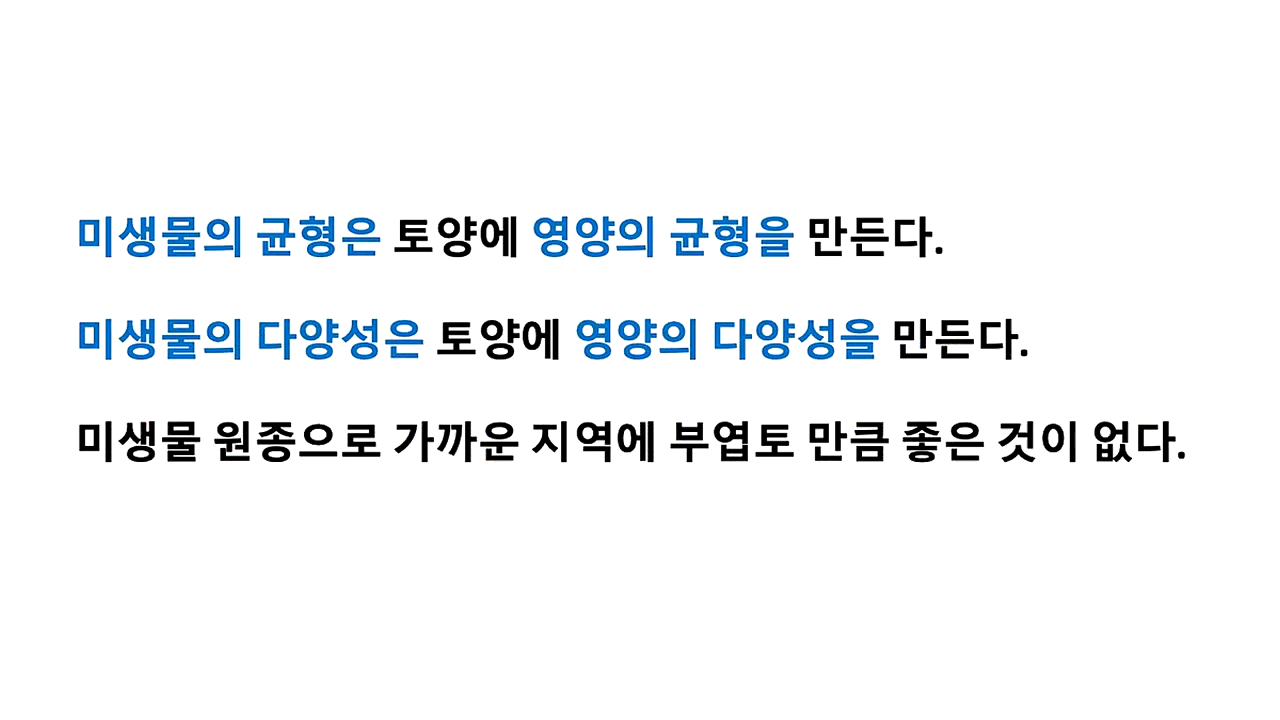 미생물의 균형은 토양에 영양의 균형을 만든다.
미생물의 다양성은 토양에 영양의 다양성을 만든다.
미생물 원종으로 가까운 지역에 부엽토 만큼 좋은 것이 없다.